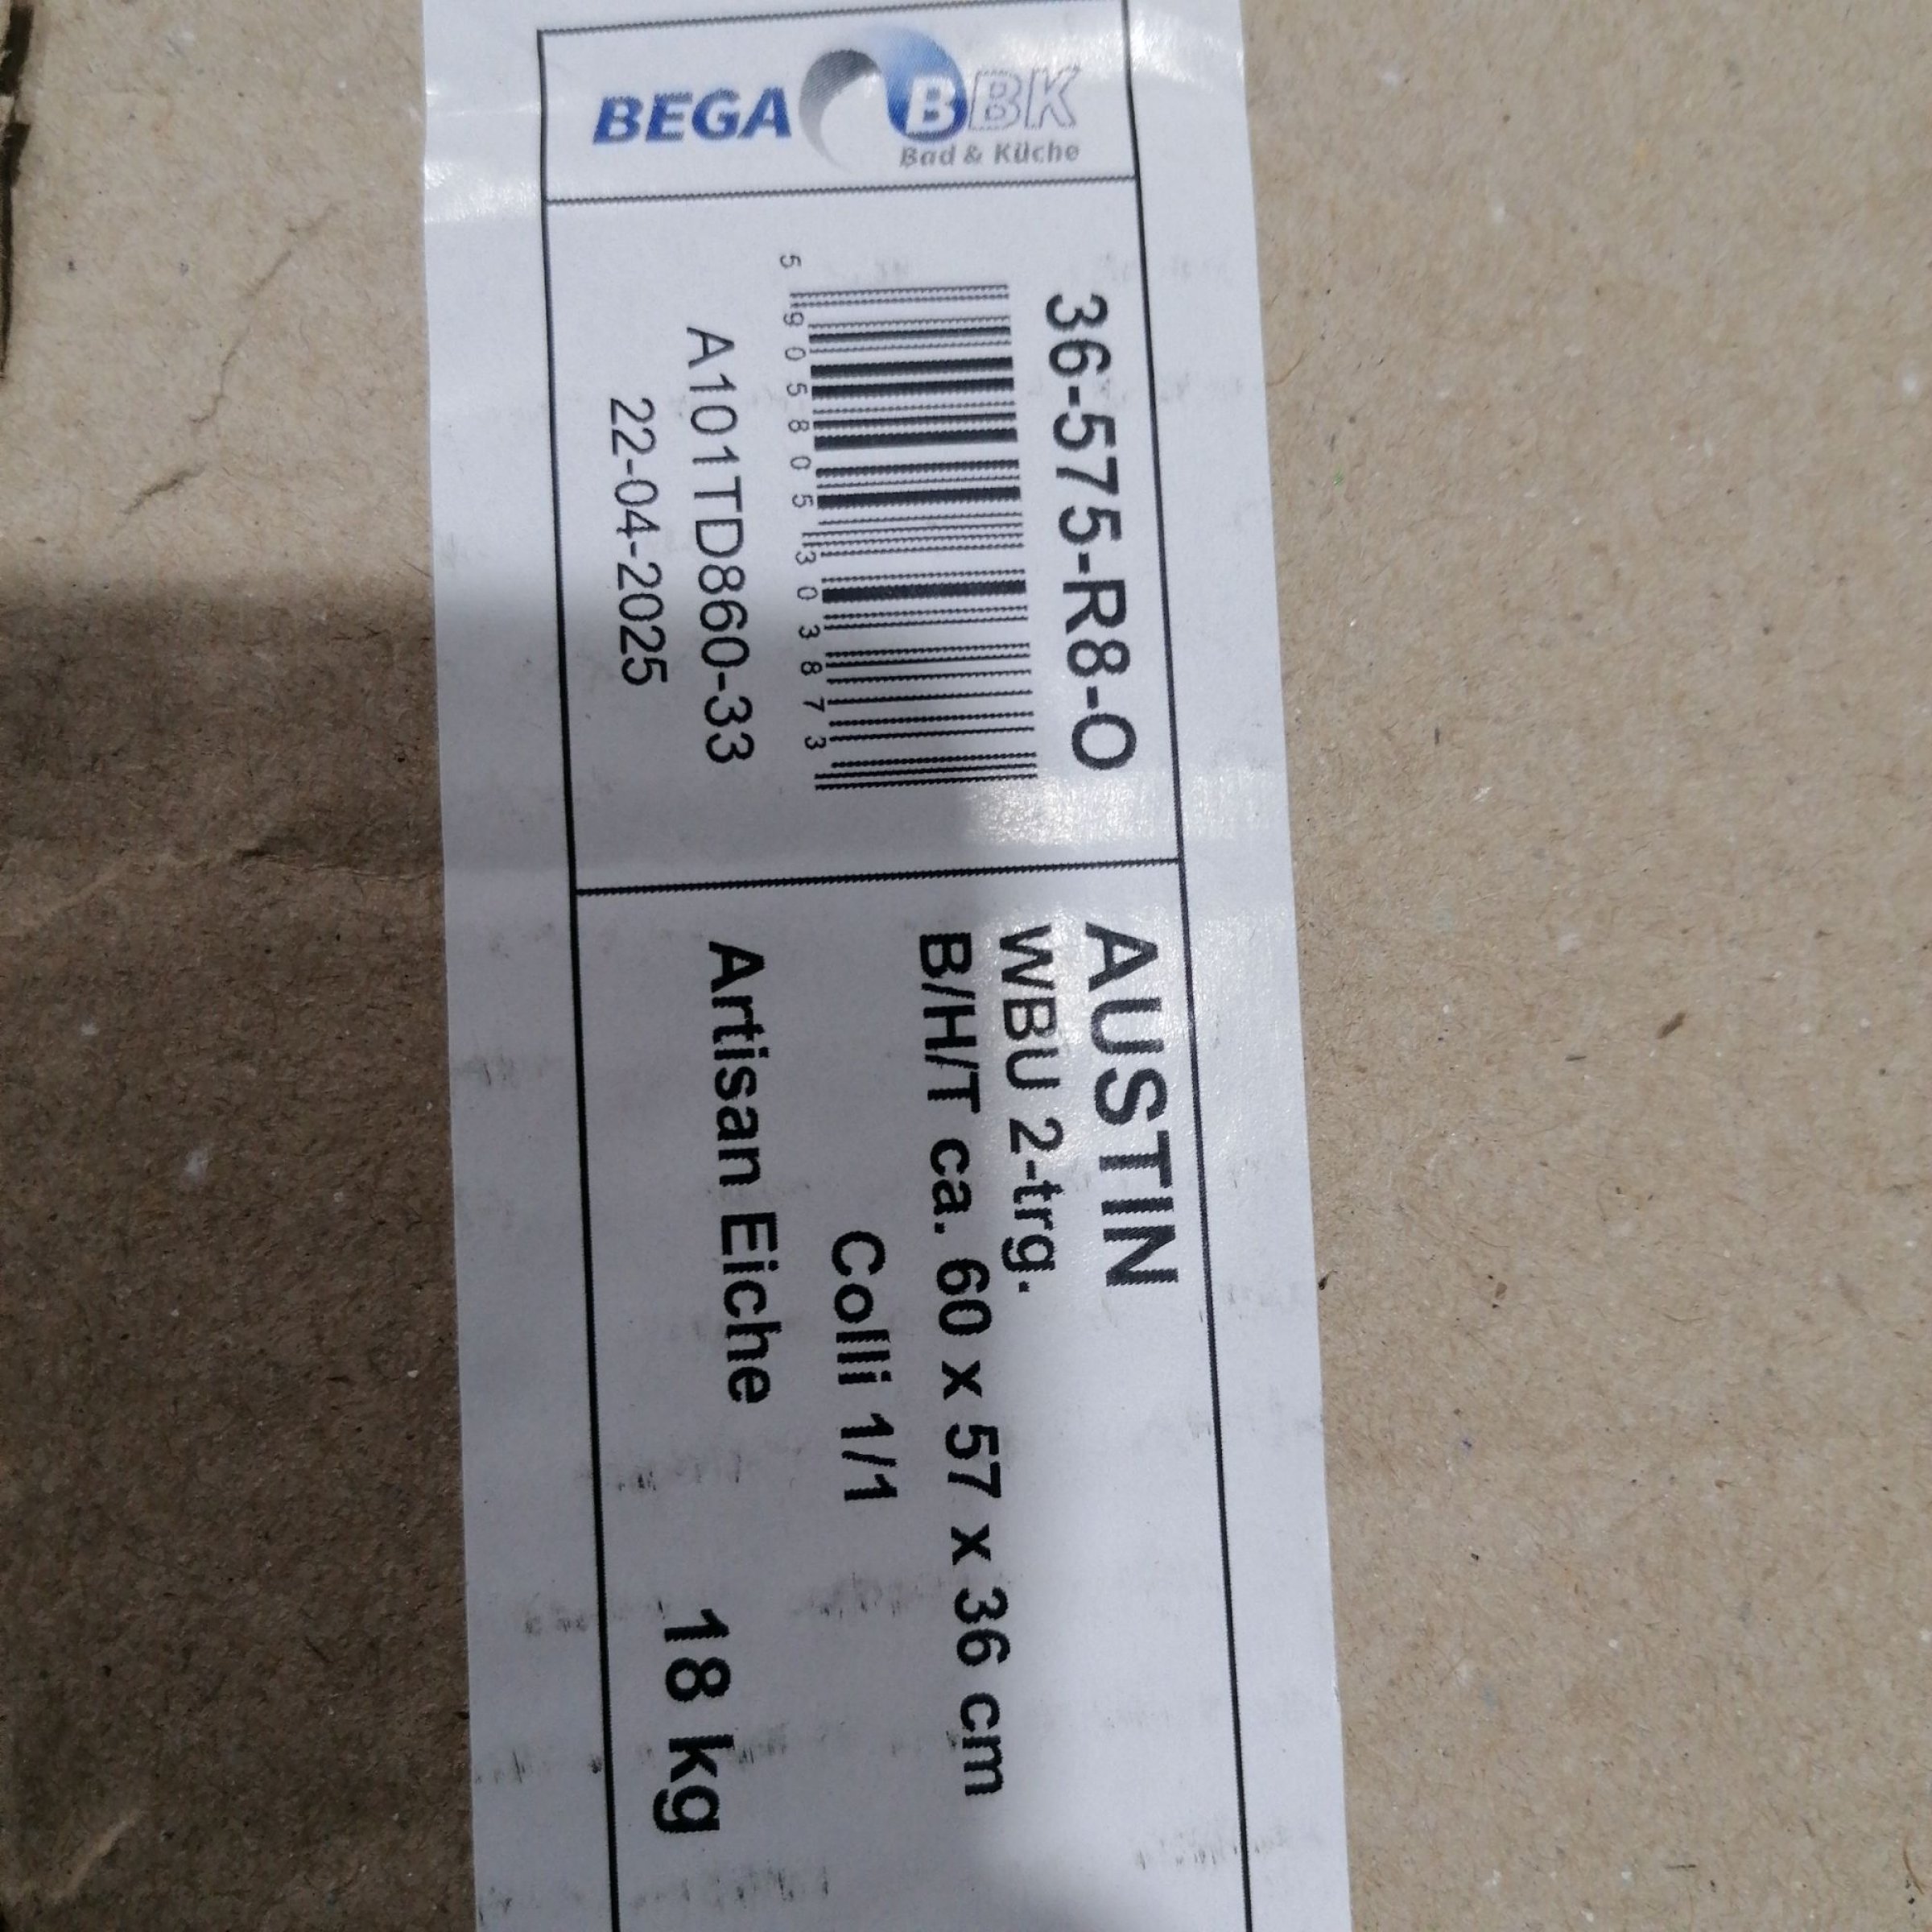 BEGA BBK
Bad & Küche
36-575-R8-O
5 905805 303873
A101TD860-33
22-04-2025
AUSTIN
WBU 2-trg.
B/H/T ca. 60 x 57 x 36 cm
Colli 1/1
Artisan Eiche
18 kg